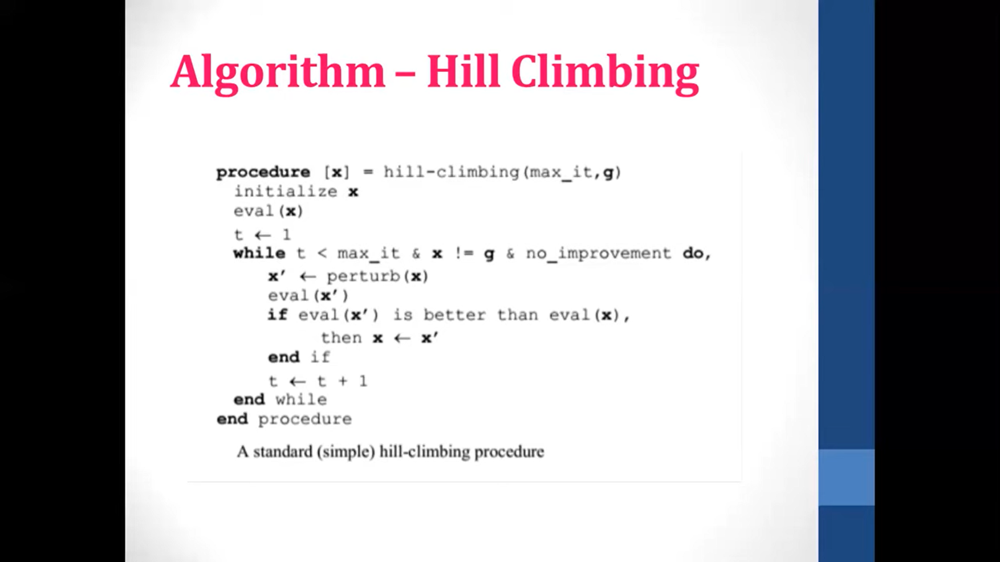 Algorithm – Hill Climbing
procedure [x] = hill-climbing(max_it,g)
initialize x
eval(x)
t ← 1
while t < max_it & x != g & no_improvement do,
x′ ← perturb(x)
eval(x′)
if eval(x′) is better than eval(x),
then x ← x′
end if
t ← t + 1
end while
end procedure
A standard (simple) hill-climbing procedure